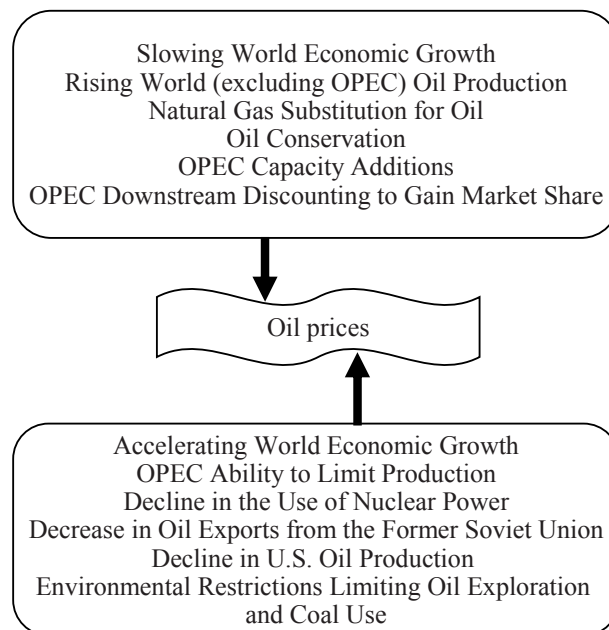 Slowing World Economic Growth
Rising World (excluding OPEC) Oil Production
Natural Gas Substitution for Oil
Oil Conservation
OPEC Capacity Additions
OPEC Downstream Discounting to Gain Market Share
Oil prices
Accelerating World Economic Growth
OPEC Ability to Limit Production
Decline in the Use of Nuclear Power
Decrease in Oil Exports from the Former Soviet Union
Decline in U.S. Oil Production
Environmental Restrictions Limiting Oil Exploration
and Coal Use